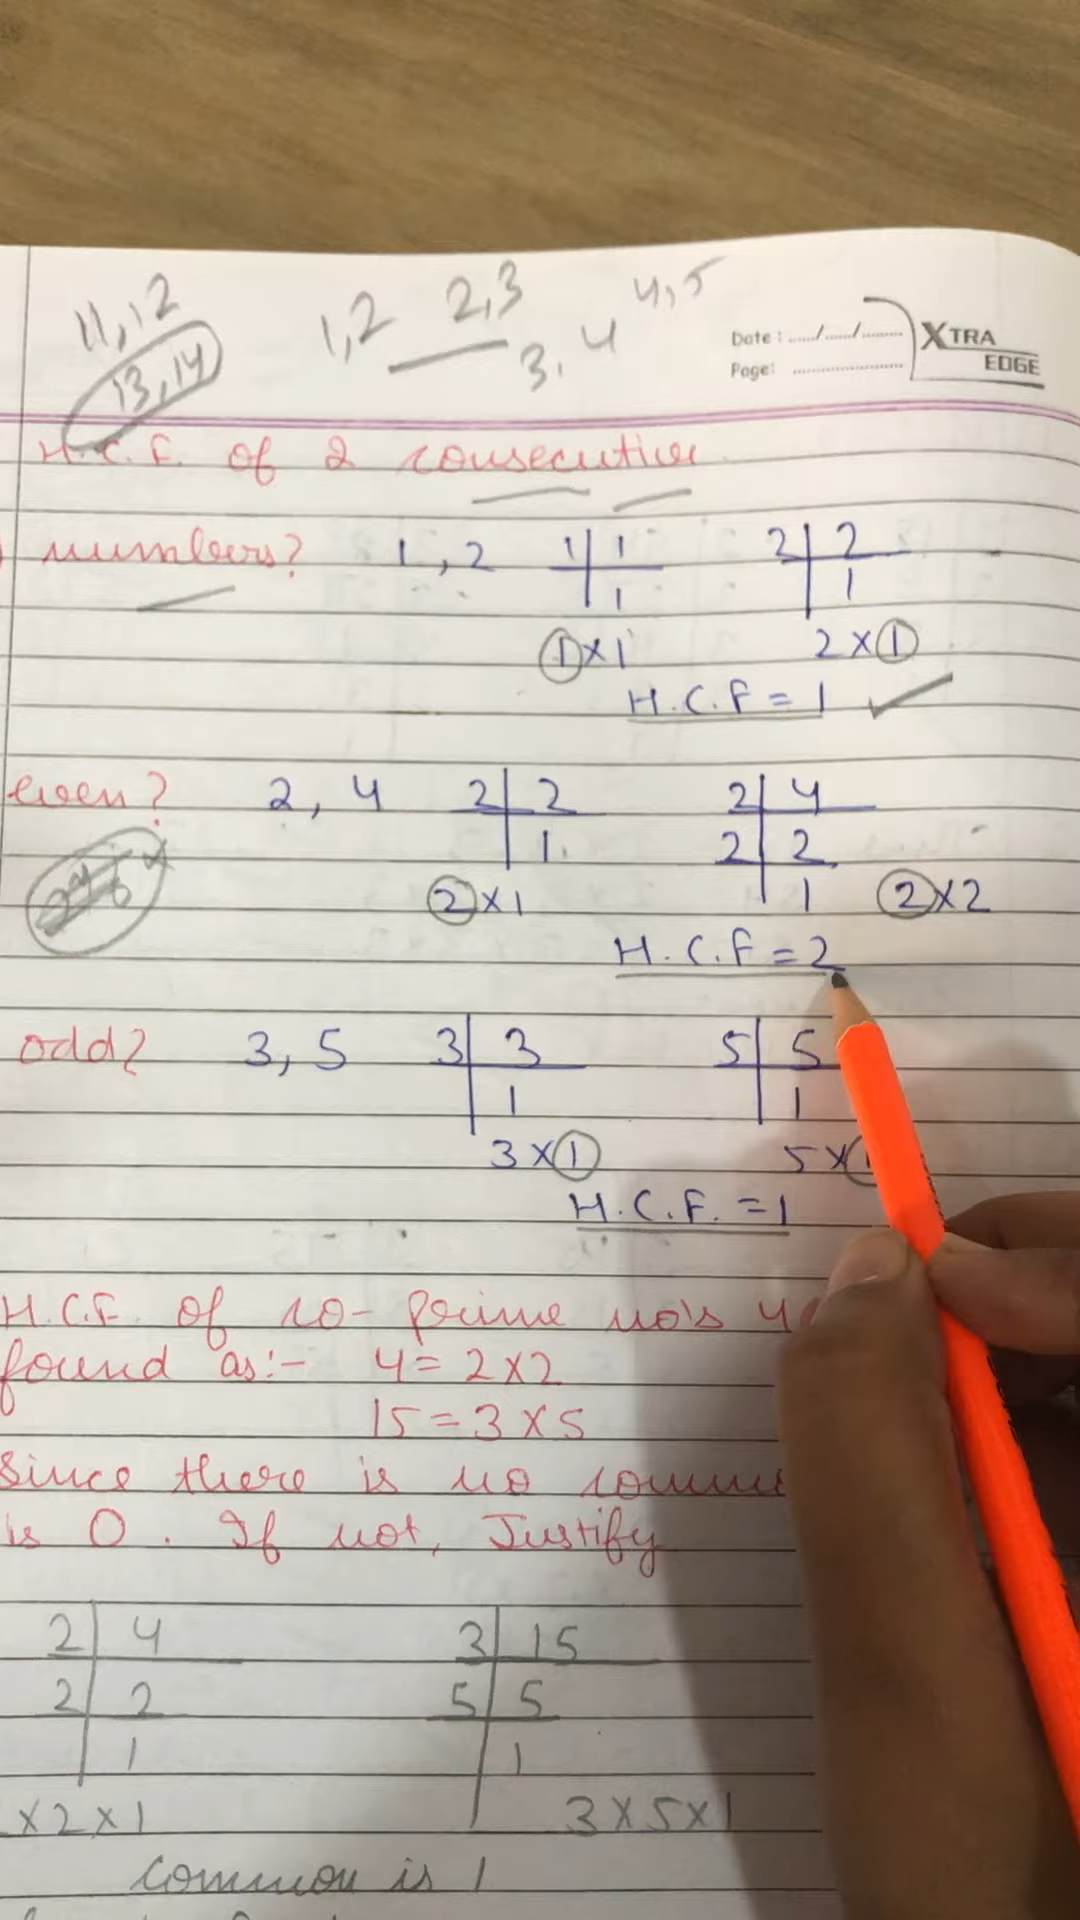 11,12 1,2 2,3 4,5
13,14 3,4
Date : ...../...../......... XTRA
Page: ...................... EDGE
H.C.F. of 2 consecutive
numbers? 1,2 1 1 2 2
1 1
1×1 2×1
H.C.F = 1 ✓
even? 2,4 2 2 2 4
1. 2 2
2×1 1 2×2
H.C.F = 2
odd? 3,5 3 3 5 5
1 1
3×1 5×
H.C.F. = 1
H.C.F. of co-prime no's 4
found as:- 4=2×2
15=3×5
Since there is no
is 0. If not, Justify
2 4 3 15
2 2 5 5
1 1
×2×1 3×5×1
common is 1